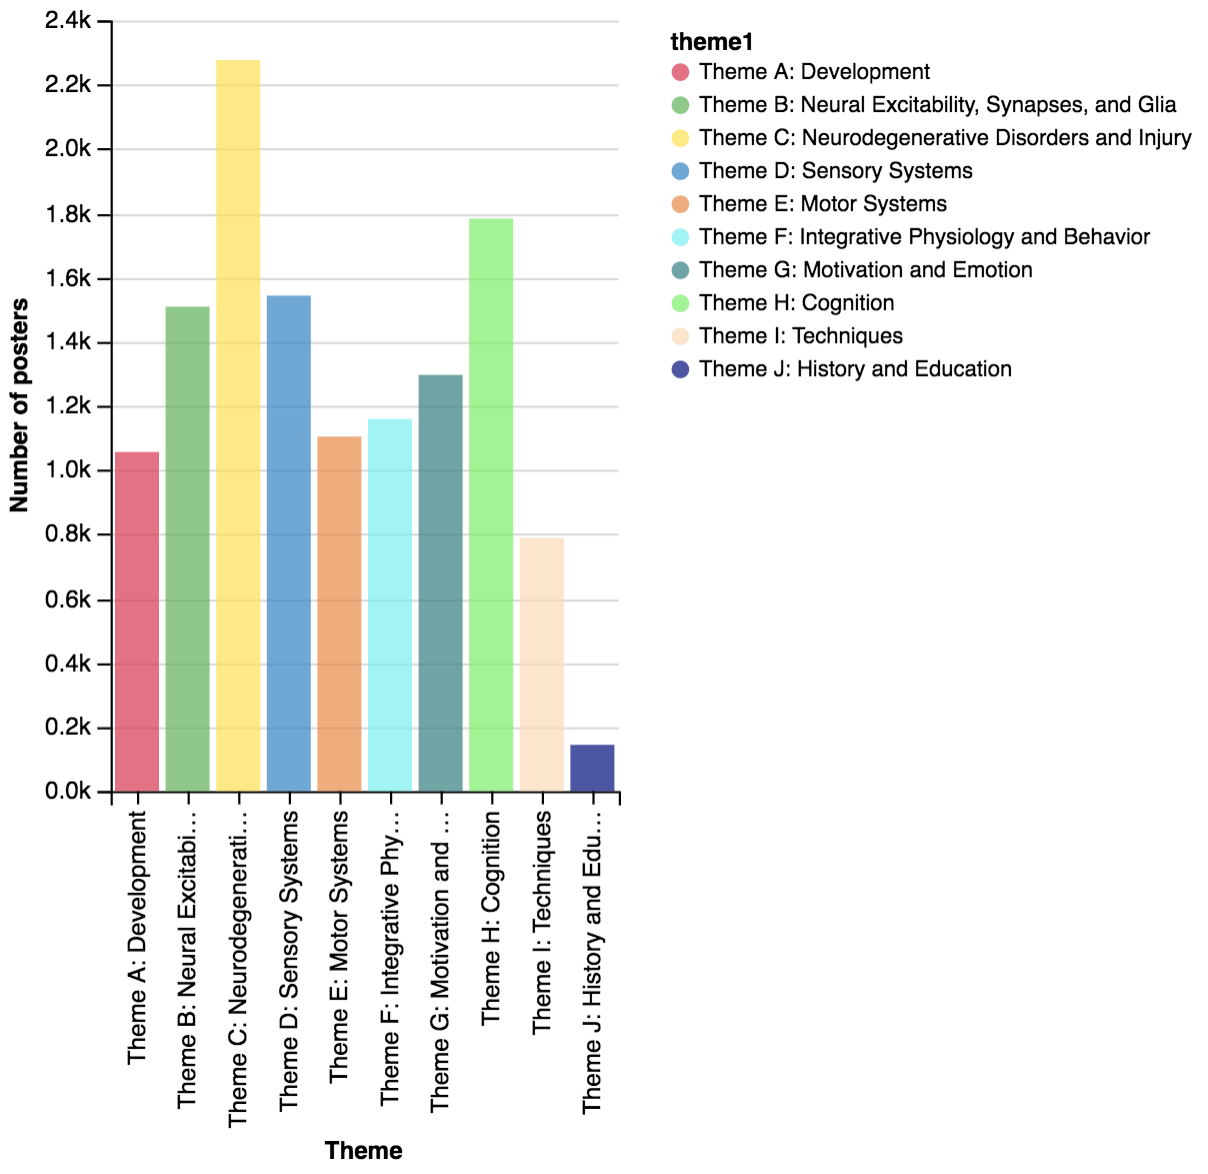 2.4k
2.2k
2.0k
1.8k
1.6k
1.4k
1.2k
1.0k
0.8k
0.6k
0.4k
0.2k
0.0k
Number of posters
Theme A: Development
Theme B: Neural Excitabi…
Theme C: Neurodegenerati…
Theme D: Sensory Systems
Theme E: Motor Systems
Theme F: Integrative Phy…
Theme G: Motivation and …
Theme H: Cognition
Theme I: Techniques
Theme J: History and Edu…
Theme
theme1
Theme A: Development
Theme B: Neural Excitability, Synapses, and Glia
Theme C: Neurodegenerative Disorders and Injury
Theme D: Sensory Systems
Theme E: Motor Systems
Theme F: Integrative Physiology and Behavior
Theme G: Motivation and Emotion
Theme H: Cognition
Theme I: Techniques
Theme J: History and Education